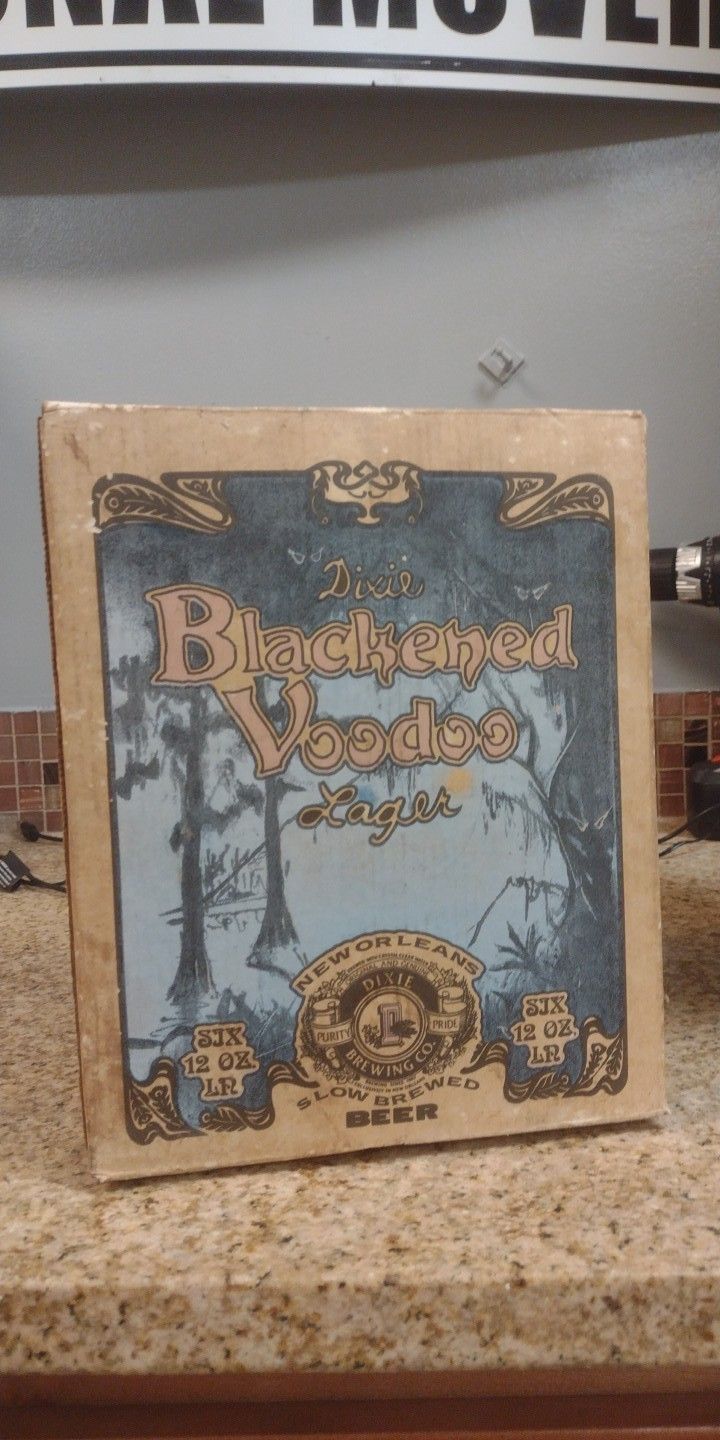 Dixie
Blackened
Voodoo
Lager
NEW ORLEANS
DIXIE
PURITY PRIDE
BREWING CO.
SIX
12 OZ.
LN
SIX
12 OZ.
LN
SLOW BREWED
BEER